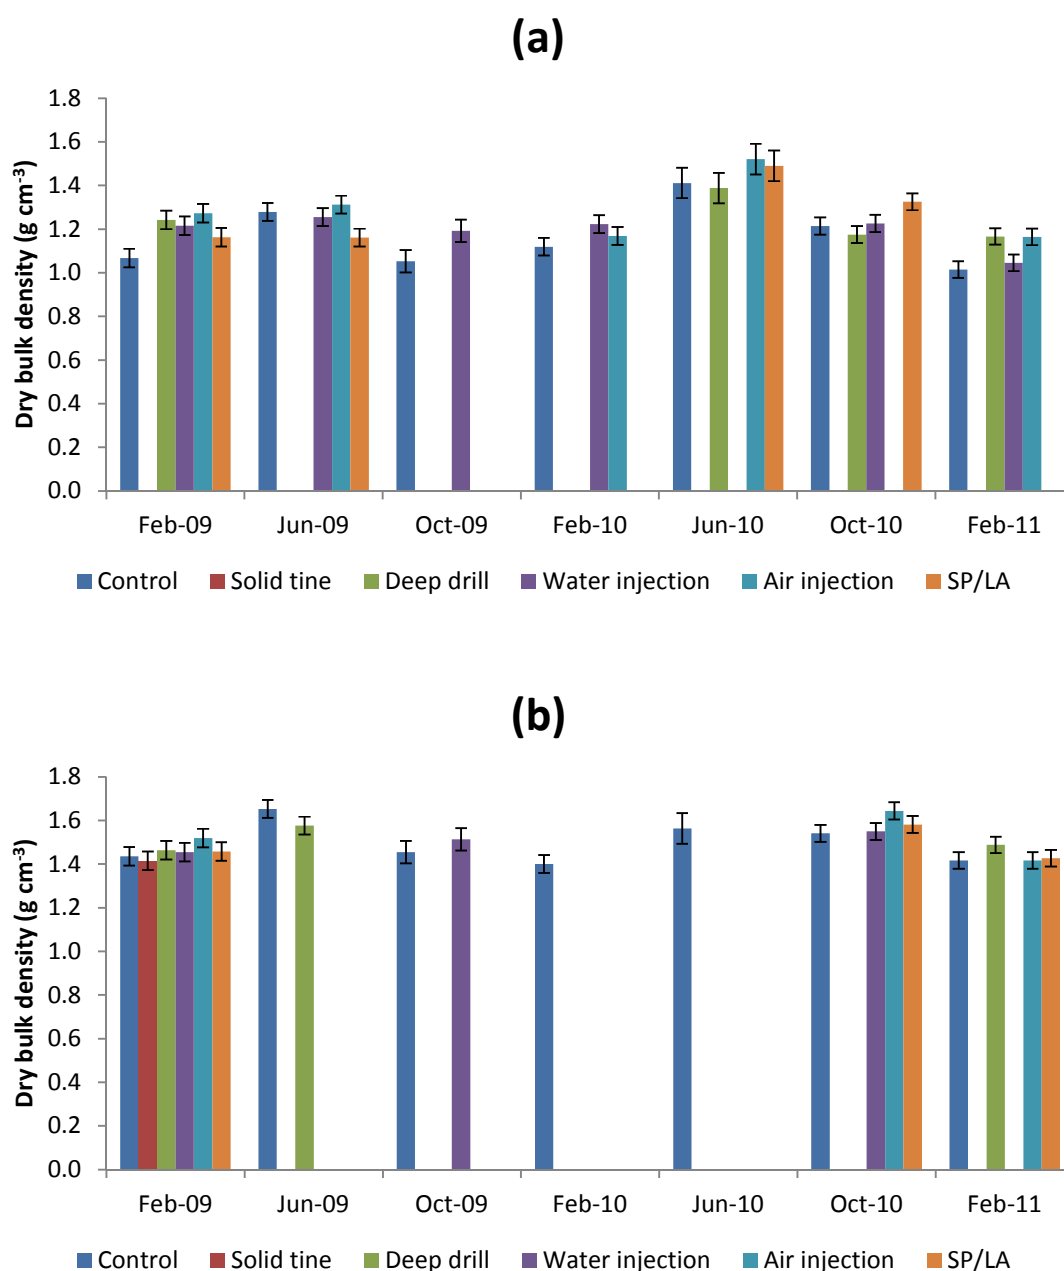 (a)
Dry bulk density (g cm⁻³)
1.8
1.6
1.4
1.2
1.0
0.8
0.6
0.4
0.2
0.0
Feb-09 Jun-09 Oct-09 Feb-10 Jun-10 Oct-10 Feb-11
Control Solid tine Deep drill Water injection Air injection SP/LA
(b)
Dry bulk density (g cm⁻³)
1.8
1.6
1.4
1.2
1.0
0.8
0.6
0.4
0.2
0.0
Feb-09 Jun-09 Oct-09 Feb-10 Jun-10 Oct-10 Feb-11
Control Solid tine Deep drill Water injection Air injection SP/LA